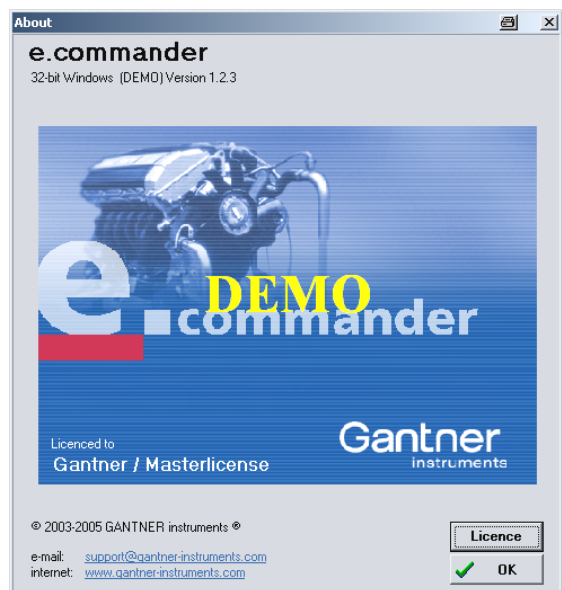 About
e.commander
32-bit Windows (DEMO) Version 1.2.3
DEMO
e.commander
Licenced to
Gantner / Masterlicense
Gantner
instruments
© 2003-2005 GANTNER instruments ®
Licence
e-mail: support@gantner-instruments.com
internet: www.gantner-instruments.com
OK